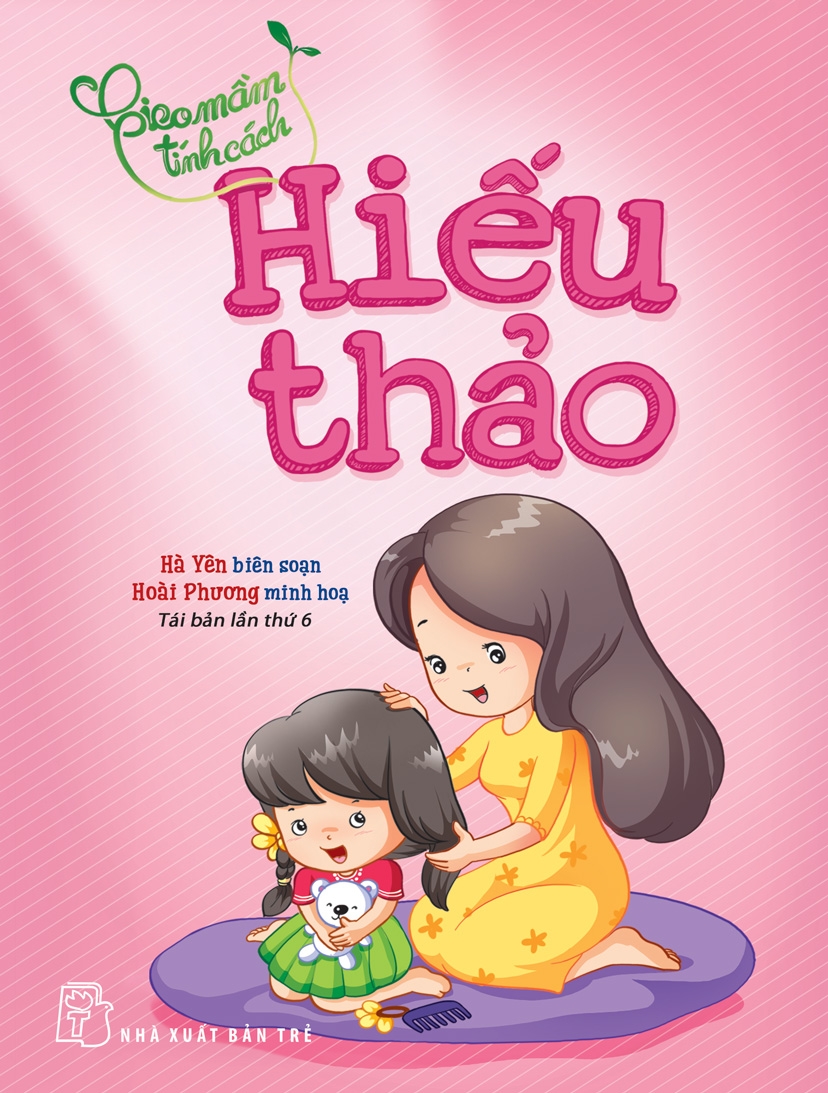 Gieo mầm
tính cách
Hiếu
thảo
Hà Yên biên soạn
Hoài Phương minh hoạ
Tái bản lần thứ 6
T
NHÀ XUẤT BẢN TRẺ